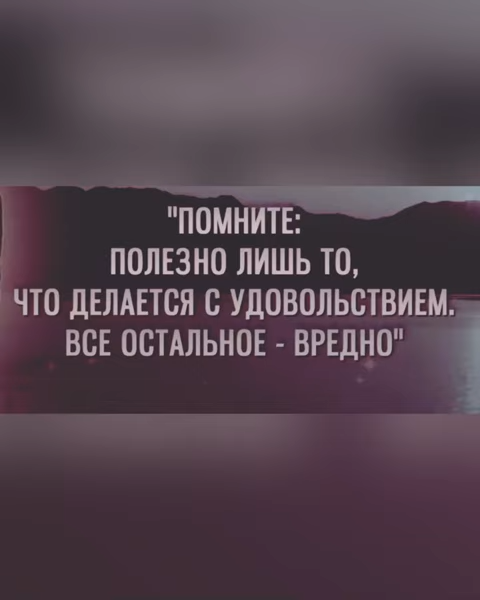 "ПОМНИТЕ:
ПОЛЕЗНО ЛИШЬ ТО,
ЧТО ДЕЛАЕТСЯ С УДОВОЛЬСТВИЕМ.
ВСЕ ОСТАЛЬНОЕ - ВРЕДНО"